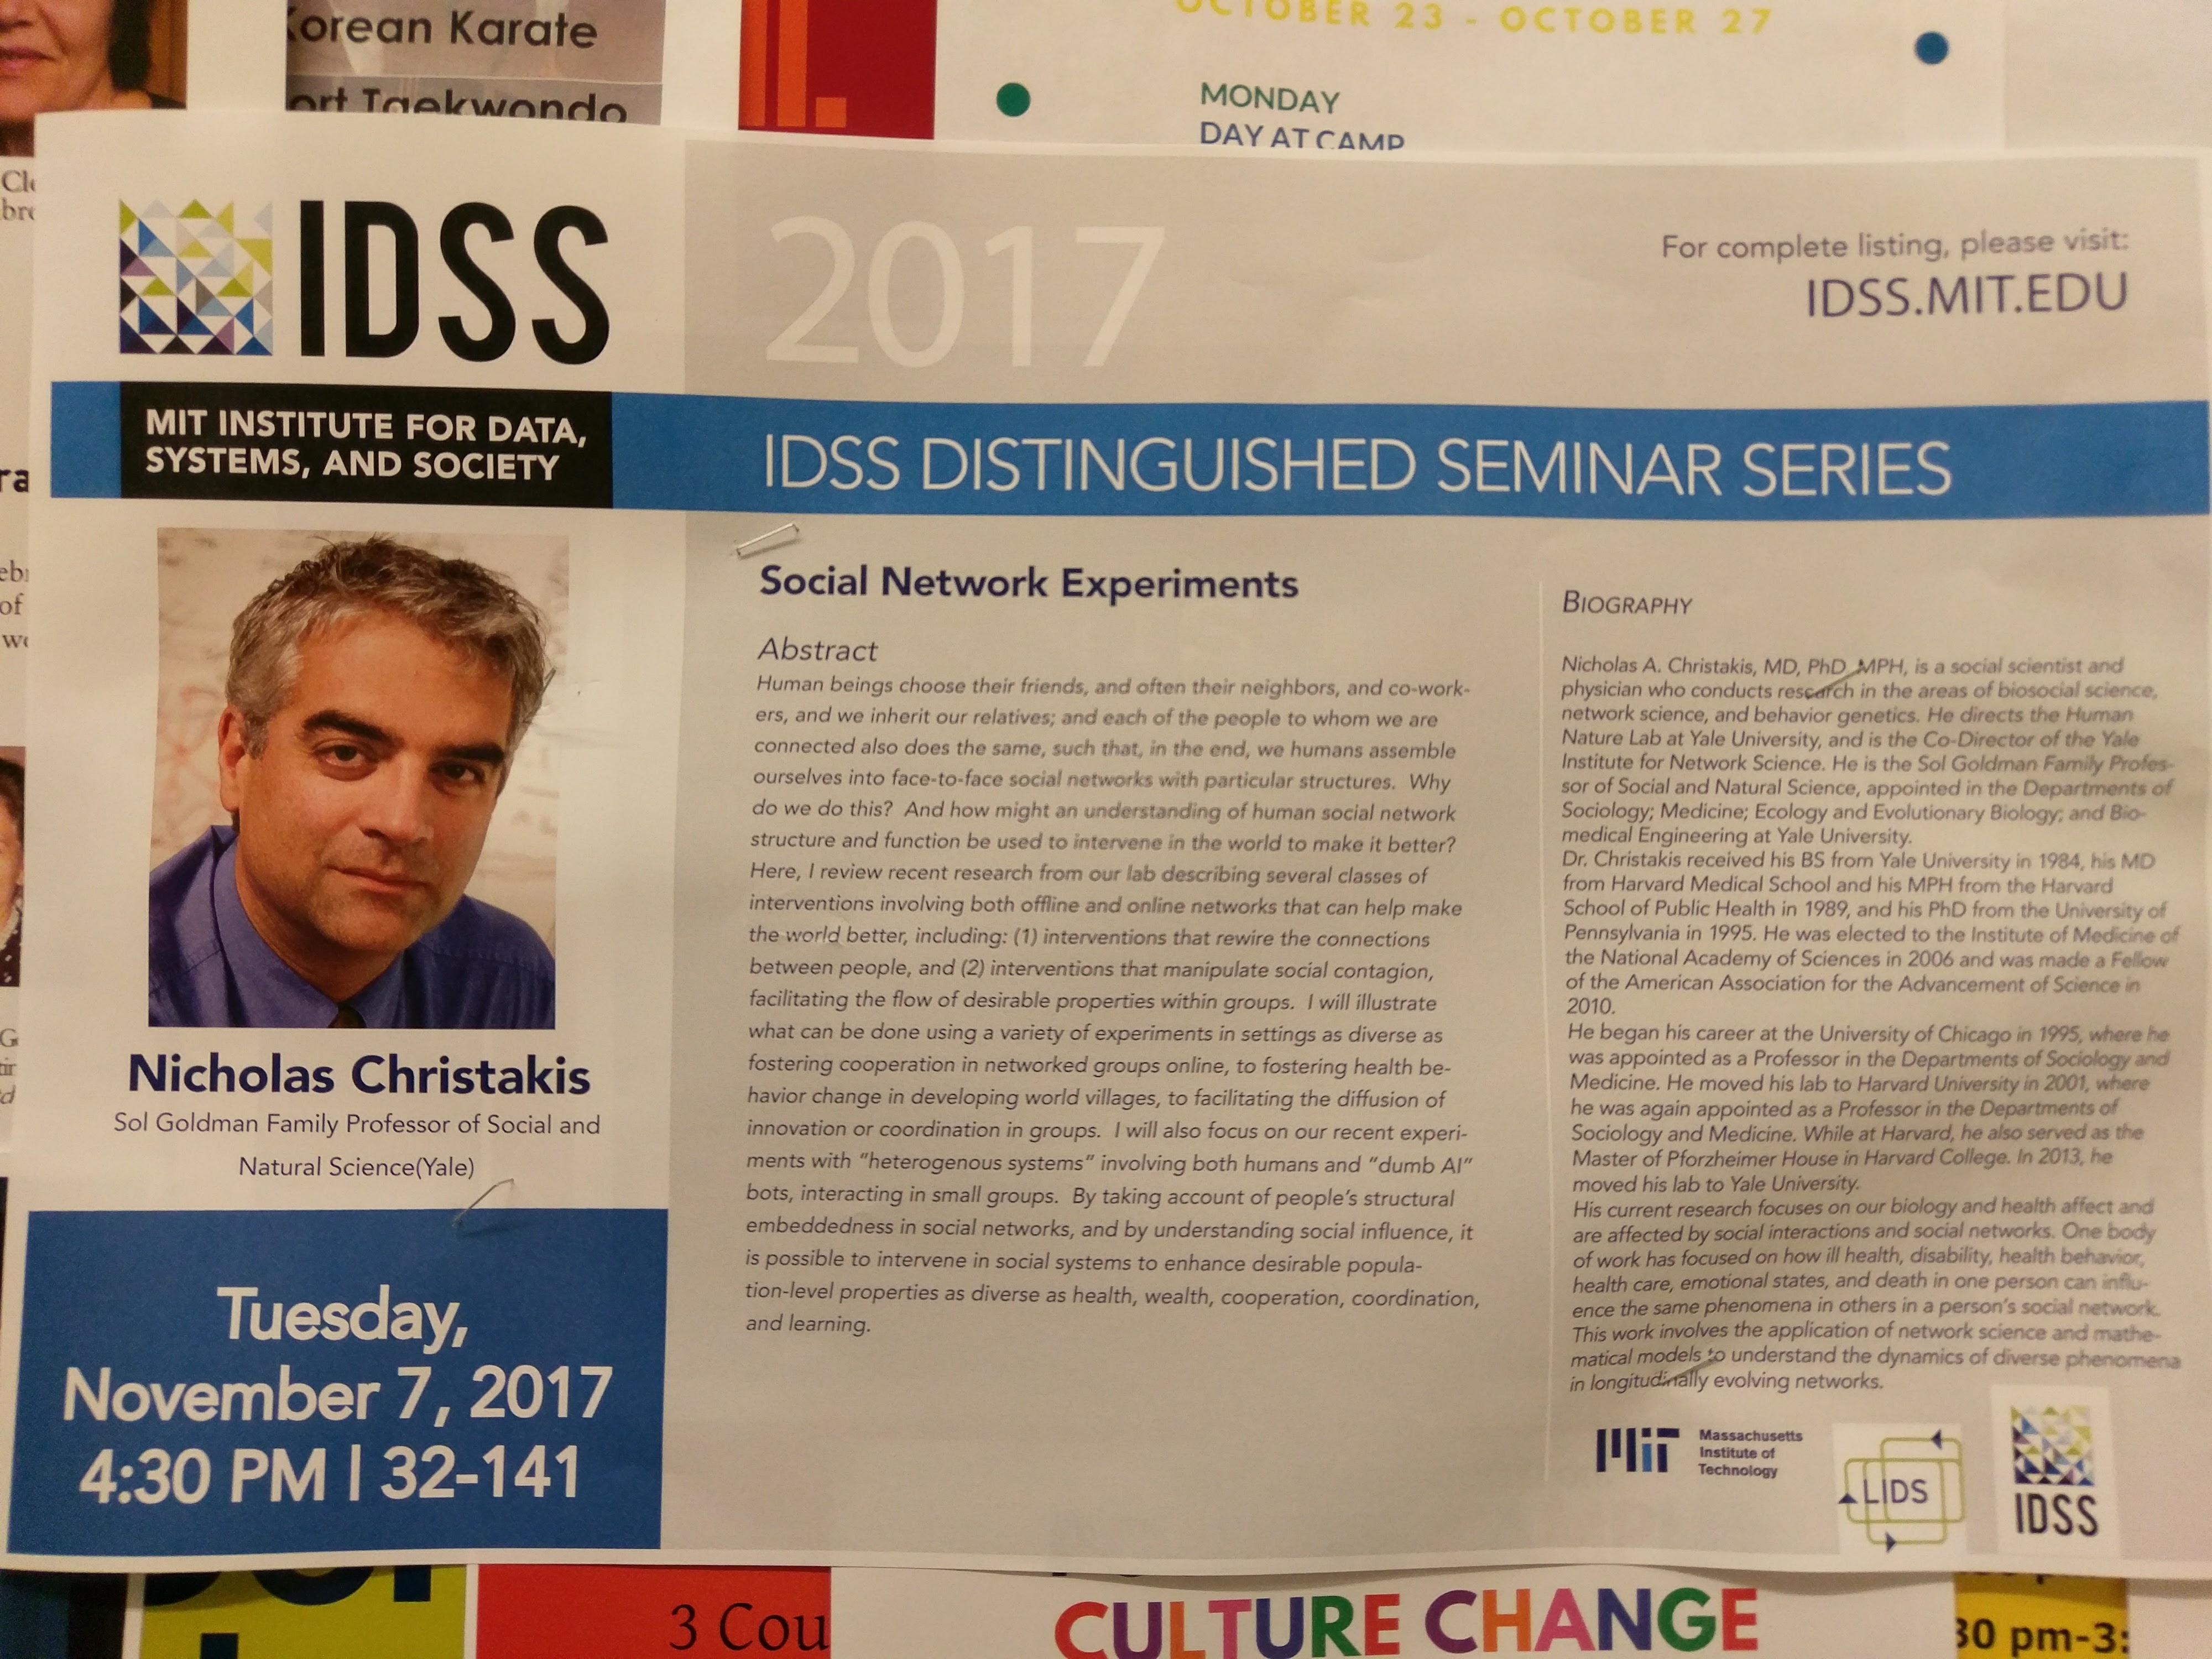 Korean Karate
ort Taekwondo
OCTOBER 23 - OCTOBER 27
MONDAY
DAY AT CAMP
IDSS
2017
For complete listing, please visit:
IDSS.MIT.EDU
MIT INSTITUTE FOR DATA,
SYSTEMS, AND SOCIETY
IDSS DISTINGUISHED SEMINAR SERIES
Nicholas Christakis
Sol Goldman Family Professor of Social and
Natural Science(Yale)
Tuesday,
November 7, 2017
4:30 PM | 32-141
Social Network Experiments
Abstract
Human beings choose their friends, and often their neighbors, and co-work-
ers, and we inherit our relatives; and each of the people to whom we are
connected also does the same, such that, in the end, we humans assemble
ourselves into face-to-face social networks with particular structures. Why
do we do this? And how might an understanding of human social network
structure and function be used to intervene in the world to make it better?
Here, I review recent research from our lab describing several classes of
interventions involving both offline and online networks that can help make
the world better, including: (1) interventions that rewire the connections
between people, and (2) interventions that manipulate social contagion,
facilitating the flow of desirable properties within groups. I will illustrate
what can be done using a variety of experiments in settings as diverse as
fostering cooperation in networked groups online, to fostering health be-
havior change in developing world villages, to facilitating the diffusion of
innovation or coordination in groups. I will also focus on our recent experi-
ments with "heterogenous systems" involving both humans and "dumb AI"
bots, interacting in small groups. By taking account of people's structural
embeddedness in social networks, and by understanding social influence, it
is possible to intervene in social systems to enhance desirable popula-
tion-level properties as diverse as health, wealth, cooperation, coordination,
and learning.
BIOGRAPHY
Nicholas A. Christakis, MD, PhD, MPH, is a social scientist and
physician who conducts research in the areas of biosocial science,
network science, and behavior genetics. He directs the Human
Nature Lab at Yale University, and is the Co-Director of the Yale
Institute for Network Science. He is the Sol Goldman Family Profes-
sor of Social and Natural Science, appointed in the Departments of
Sociology; Medicine; Ecology and Evolutionary Biology; and Bio-
medical Engineering at Yale University.
Dr. Christakis received his BS from Yale University in 1984, his MD
from Harvard Medical School and his MPH from the Harvard
School of Public Health in 1989, and his PhD from the University of
Pennsylvania in 1995. He was elected to the Institute of Medicine of
the National Academy of Sciences in 2006 and was made a Fellow
of the American Association for the Advancement of Science in
2010.
He began his career at the University of Chicago in 1995, where he
was appointed as a Professor in the Departments of Sociology and
Medicine. He moved his lab to Harvard University in 2001, where
he was again appointed as a Professor in the Departments of
Sociology and Medicine. While at Harvard, he also served as the
Master of Pforzheimer House in Harvard College. In 2013, he
moved his lab to Yale University.
His current research focuses on our biology and health affect and
are affected by social interactions and social networks. One body
of work has focused on how ill health, disability, health behavior,
health care, emotional states, and death in one person can influ-
ence the same phenomena in others in a person's social network.
This work involves the application of network science and mathe-
matical models to understand the dynamics of diverse phenomena
in longitudinally evolving networks.
MIT
Massachusetts
Institute of
Technology
LIDS
IDSS
3 Cou
CULTURE CHANGE
30 pm-3: